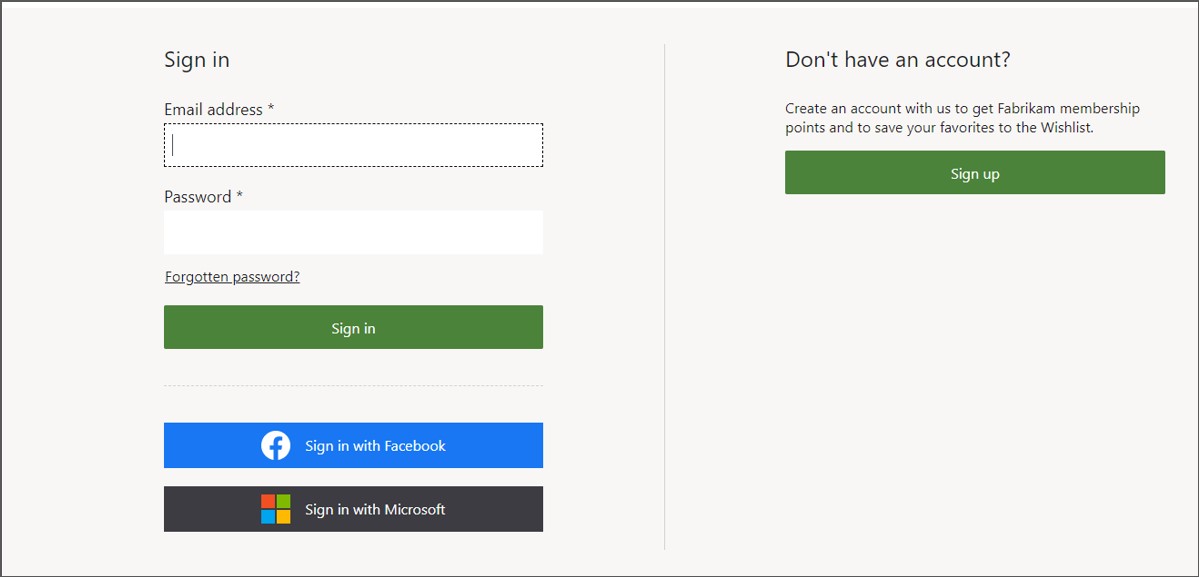 Sign in
Email address *
Password *
Forgotten password?
Sign in
Sign in with Facebook
Sign in with Microsoft
Don't have an account?
Create an account with us to get Fabrikam membership
points and to save your favorites to the Wishlist.
Sign up